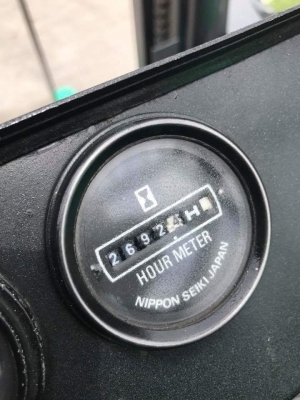 2692
H
HOUR METER
NIPPON SEIKI JAPAN